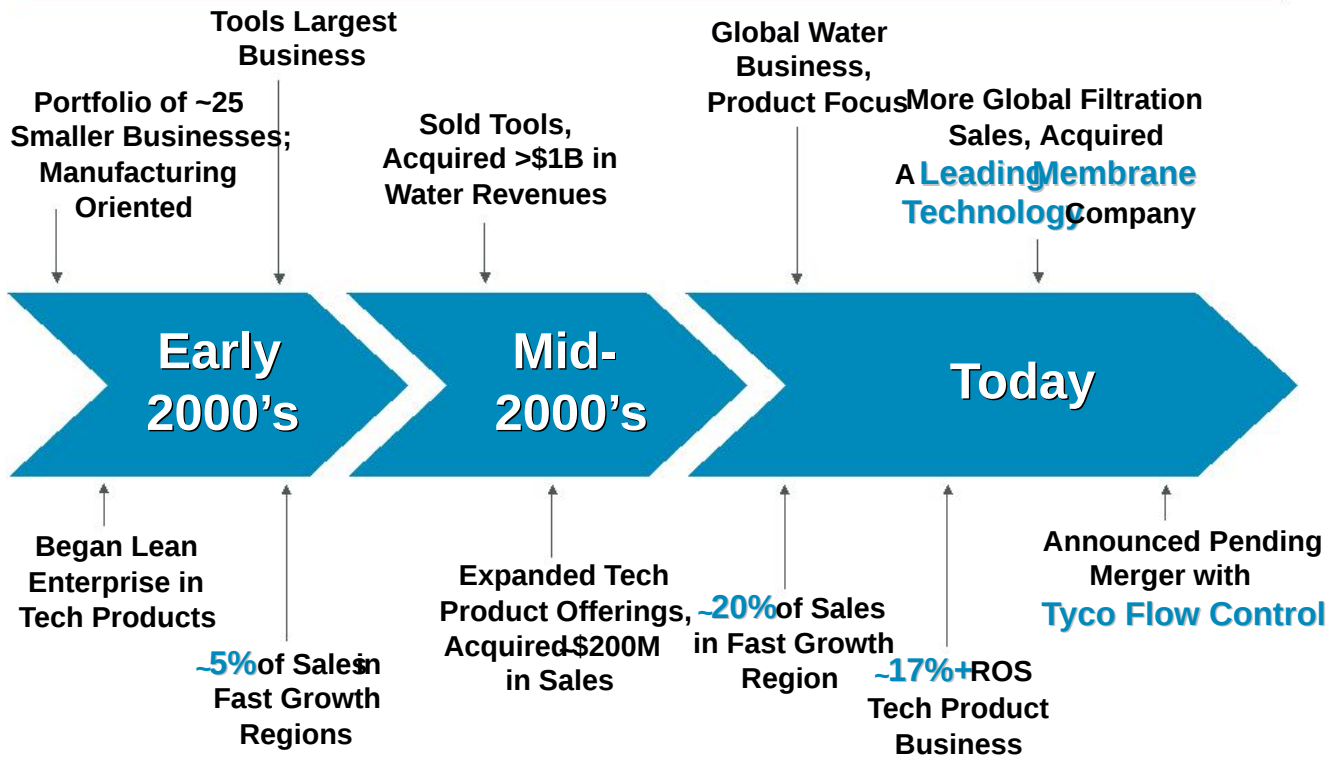 Tools Largest
Business
Portfolio of ~25
Smaller Businesses;
Manufacturing
Oriented
Sold Tools,
Acquired >$1B in
Water Revenues
Global Water
Business,
Product Focus
More Global Filtration
Sales, Acquired
A Leading Membrane
Technology Company
Early
2000’s
Mid-
2000’s
Today
Began Lean
Enterprise in
Tech Products
~5% of Sales in
Fast Growth
Regions
Expanded Tech
Product Offerings,
Acquired ~$200M
in Sales
~20% of Sales
in Fast Growth
Region
~17%+ ROS
Tech Product
Business
Announced Pending
Merger with
Tyco Flow Control